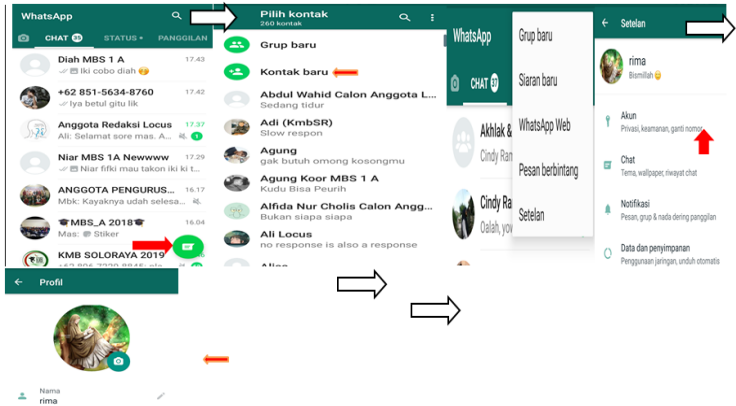 WhatsApp
CHAT 35 STATUS • PANGGILAN
Diah MBS 1 A 17.43
Iki cobo diah
+62 851-5634-8760 17.42
Iya betul gitu lik
Anggota Redaksi Locus 17.37
Ali: Selamat sore mas. A... 1
Niar MBS 1A Newwww 17.29
Niar fifki mau takon iki ki t...
ANGGOTA PENGURUS... 16.17
Mbk: Kayaknya udah selesa...
MBS_A 2018 16.04
Mas: Stiker
KMB SOLORAYA 2019
Pilih kontak
260 kontak
Grup baru
Kontak baru
Abdul Wahid Calon Anggota L...
Sedang tidur
Adi (KmbSR)
Slow respon
Agung
gak butuh omong kosongmu
Agung Koor MBS 1 A
Kudu Bisa Peurih
Alfida Nur Cholis Calon Angg...
Bukan siapa siapa
Ali Locus
no response is also a response
WhatsApp
CHAT 37
Akhlak &
Cindy Ran
Cindy Ra
Oalah, yow
Grup baru
Siaran baru
WhatsApp Web
Pesan berbintang
Setelan
Setelan
rima
Bismillah
Akun
Privasi, keamanan, ganti nomor
Chat
Tema, wallpaper, riwayat chat
Notifikasi
Pesan, grup & nada dering panggilan
Data dan penyimpanan
Penggunaan jaringan, unduh otomatis
Profil
Nama
rima